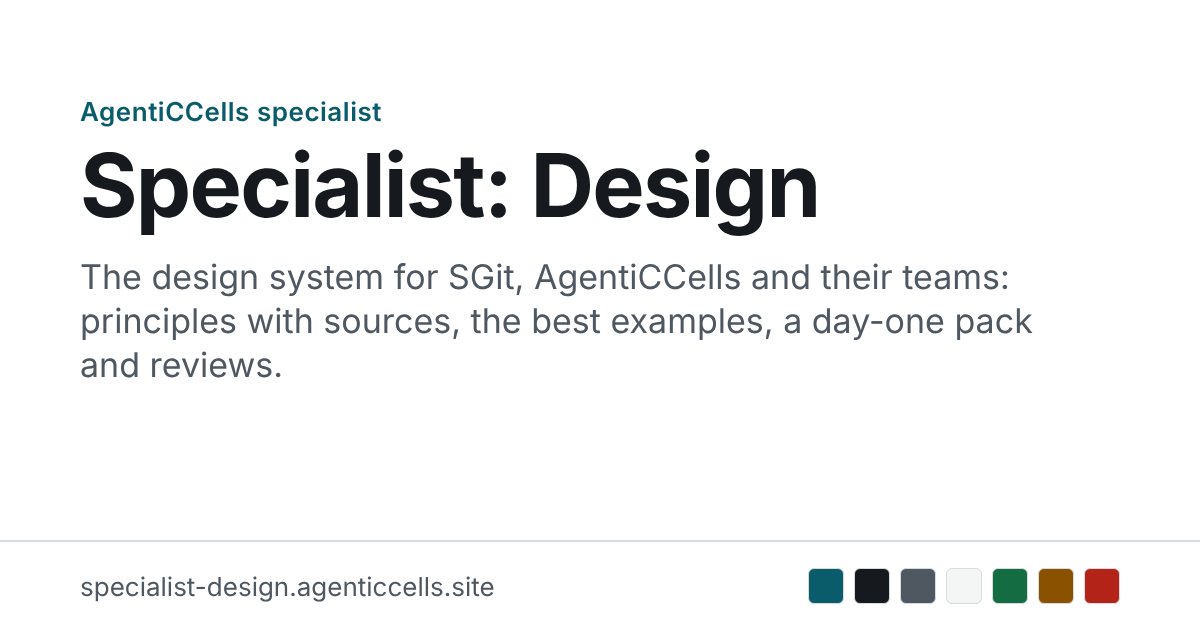 AgentiCCells specialist
Specialist: Design
The design system for SGit, AgentiCCells and their teams:
principles with sources, the best examples, a day-one pack
and reviews.
specialist-design.agenticcells.site